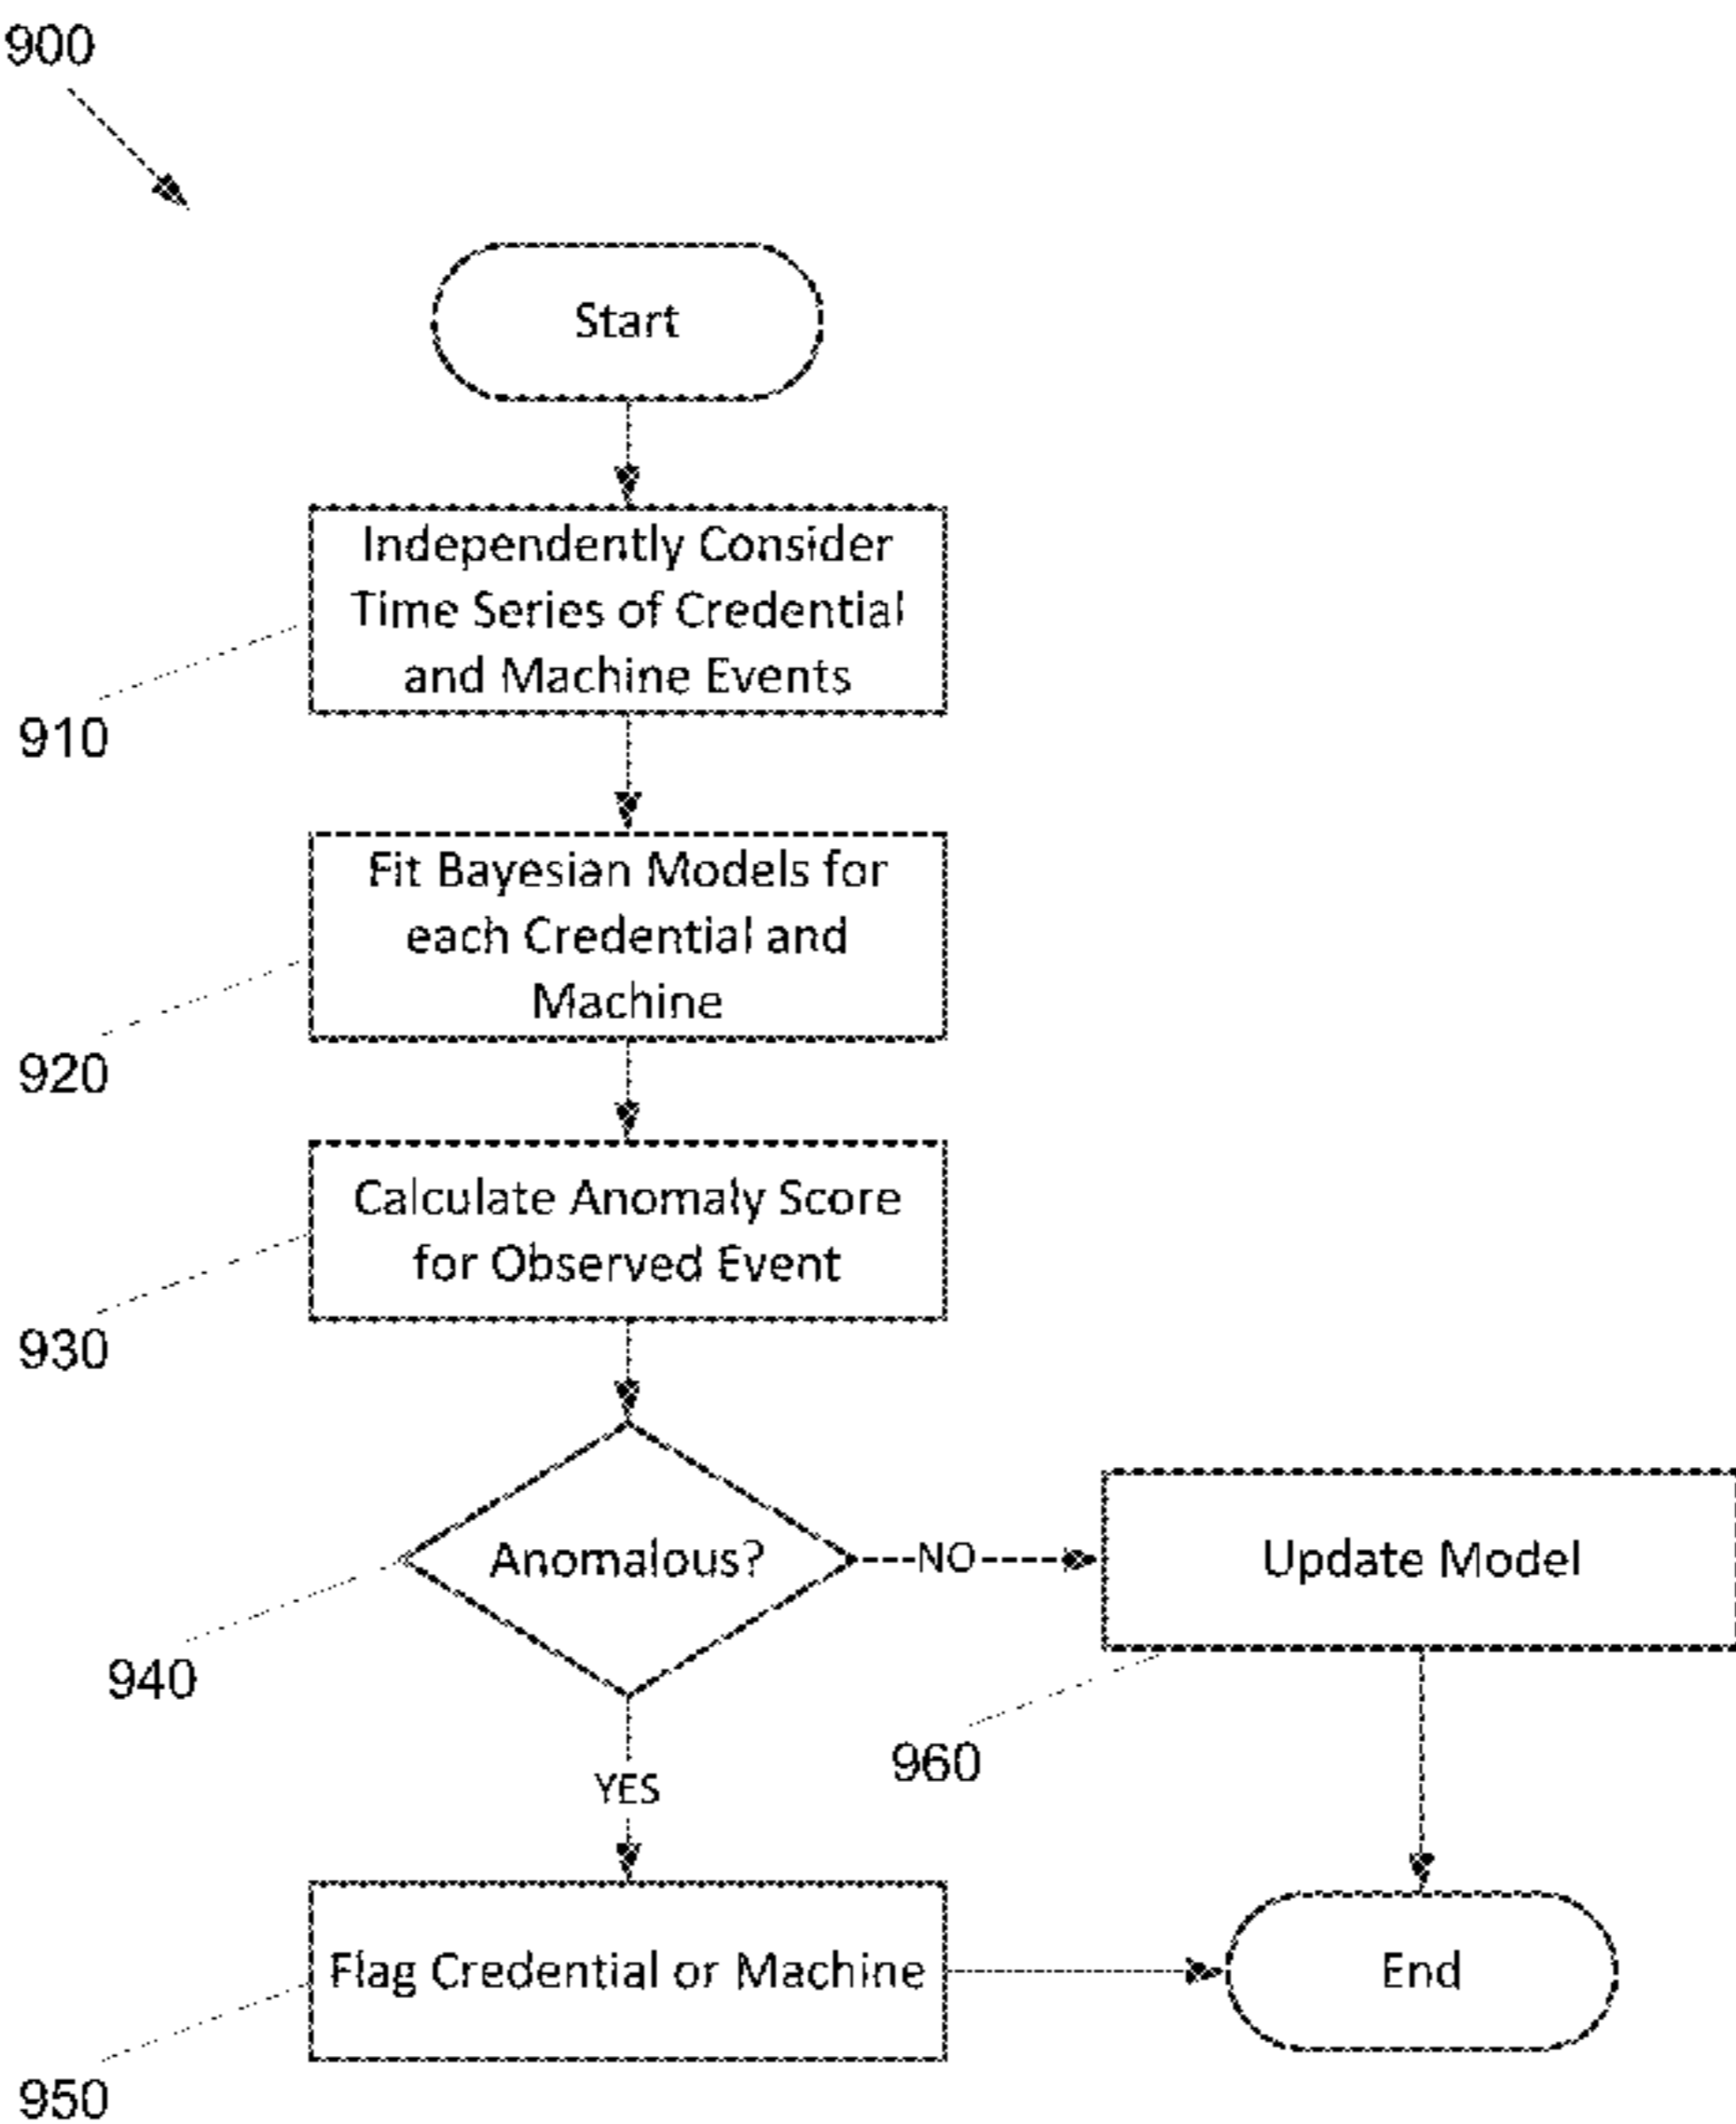 900
Start
Independently Consider
Time Series of Credential
and Machine Events
910
Fit Bayesian Models for
each Credential and
Machine
920
Calculate Anomaly Score
for Observed Event
930
Anomalous?
NO
Update Model
940
960
YES
Flag Credential or Machine
End
950